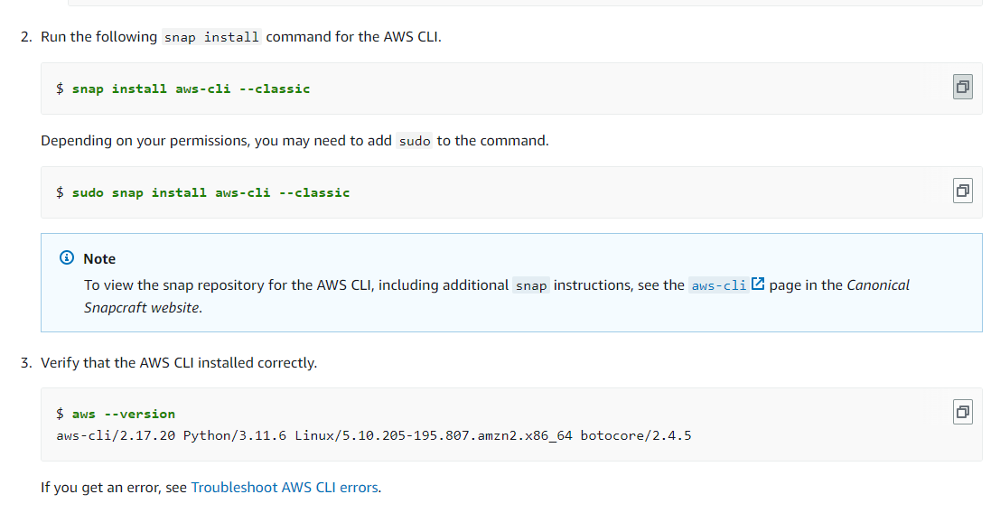 2. Run the following snap install command for the AWS CLI.
$ snap install aws-cli --classic
Depending on your permissions, you may need to add sudo to the command.
$ sudo snap install aws-cli --classic
Note
To view the snap repository for the AWS CLI, including additional snap instructions, see the aws-cli page in the Canonical
Snapcraft website.
3. Verify that the AWS CLI installed correctly.
$ aws --version
aws-cli/2.17.20 Python/3.11.6 Linux/5.10.205-195.807.amzn2.x86_64 botocore/2.4.5
If you get an error, see Troubleshoot AWS CLI errors.